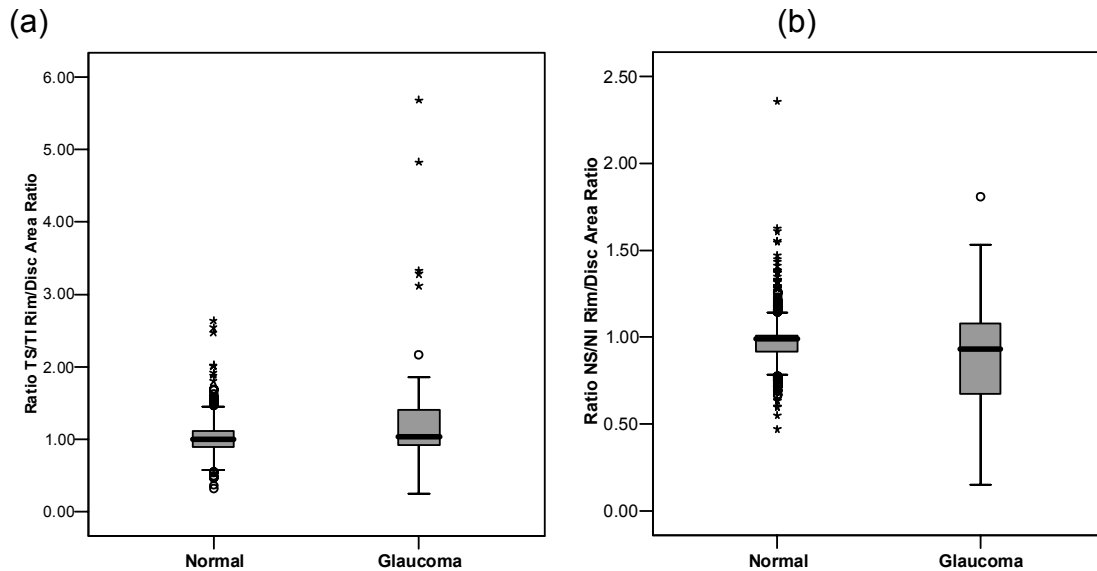 (a)
(b)
Ratio TS/TI Rim/Disc Area Ratio
6.00
5.00
4.00
3.00
2.00
1.00
0.00
Normal Glaucoma
Ratio NS/NI Rim/Disc Area Ratio
2.50
2.00
1.50
1.00
0.50
0.00
Normal Glaucoma